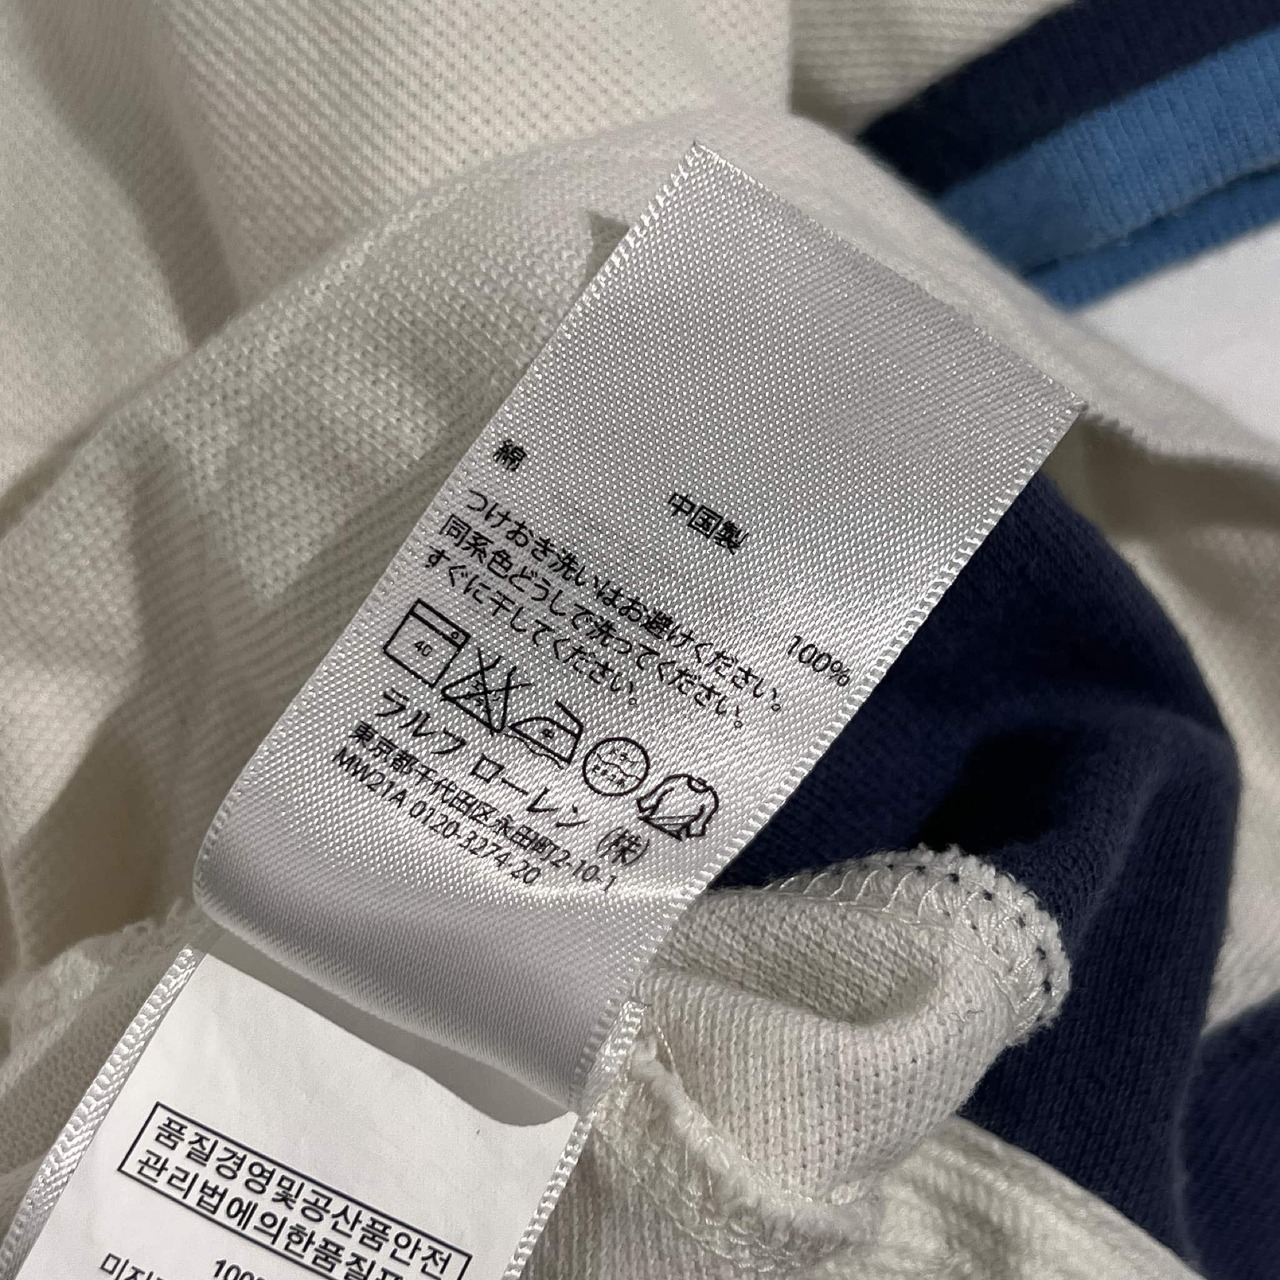 中国製
綿 100%
つけおき洗いはお避けください。
同系色どうしで洗ってください。
すぐに干してください。
40
ラルフ ローレン (株)
東京都千代田区永田町2-10-1
MW21A 0120-3274-20
품질경영및공산품안전
관리법에의한품질표
100%